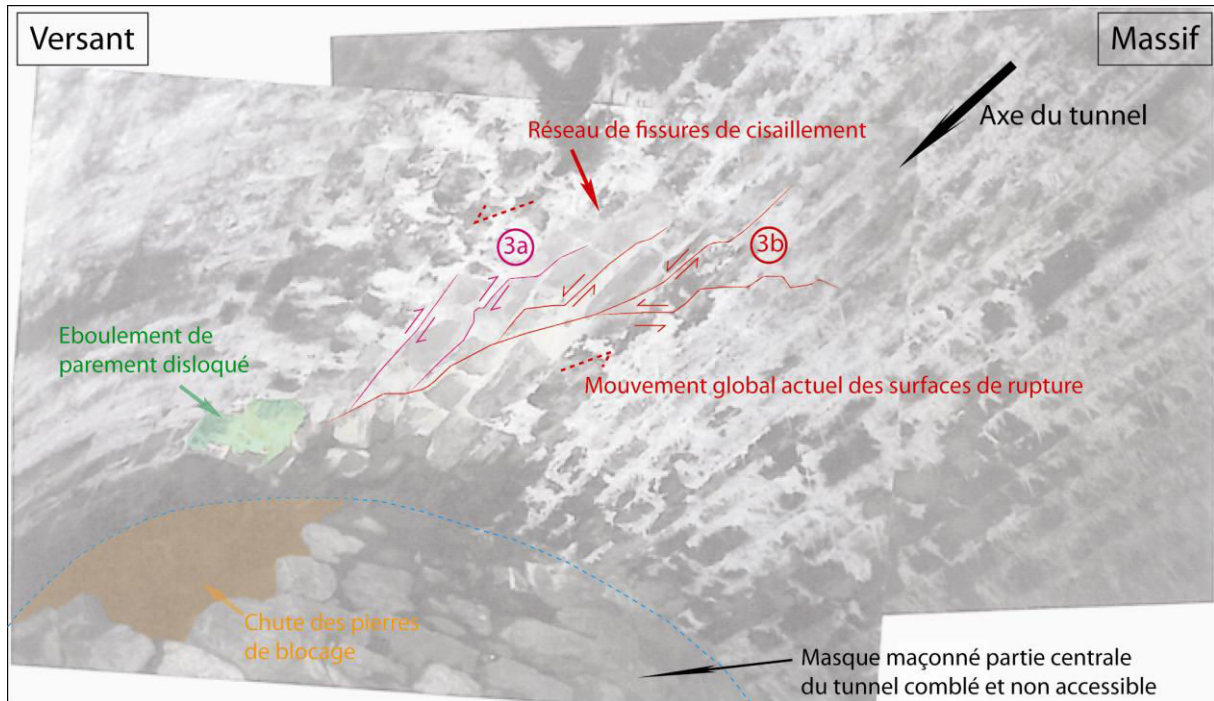 Versant
Massif
Axe du tunnel
Réseau de fissures de cisaillement
3a
3b
Eboulement de
parement disloqué
Mouvement global actuel des surfaces de rupture
Chute des pierres
de blocage
Masque maçonné partie centrale
du tunnel comblé et non accessible